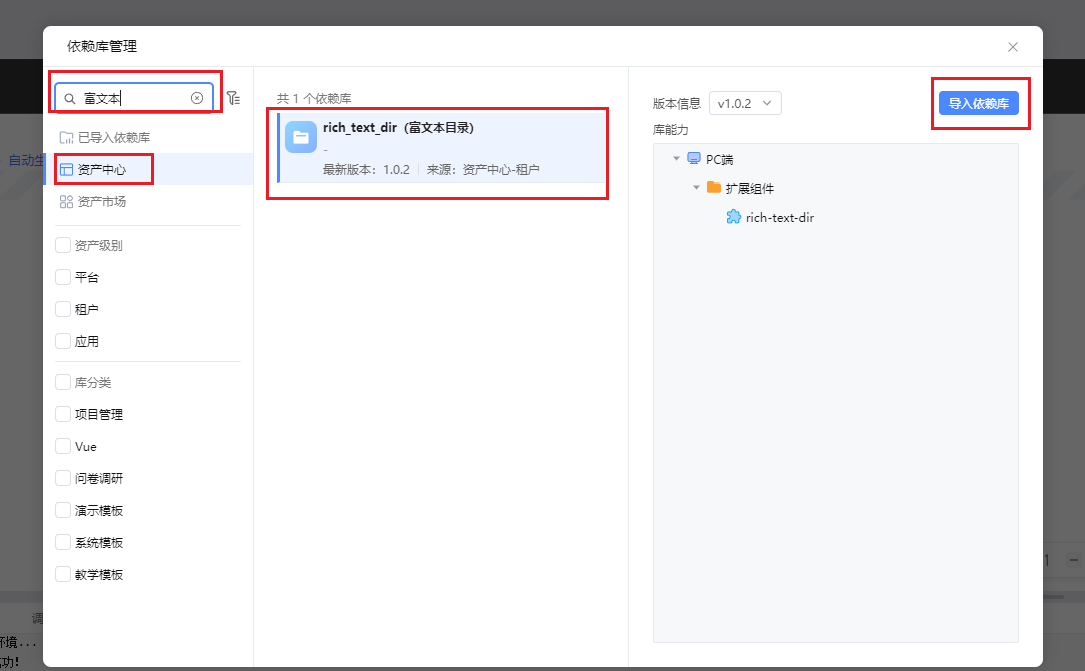 依赖库管理
富文本
已导入依赖库
资产中心
资产市场
资产级别
平台
租户
应用
库分类
项目管理
Vue
问卷调研
演示模板
系统模板
教学模板
共 1 个依赖库
rich_text_dir（富文本目录）
-
最新版本：1.0.2
来源：资产中心-租户
版本信息
v1.0.2
导入依赖库
库能力
PC端
扩展组件
rich-text-dir
自动生
1
调
环境...
成功!